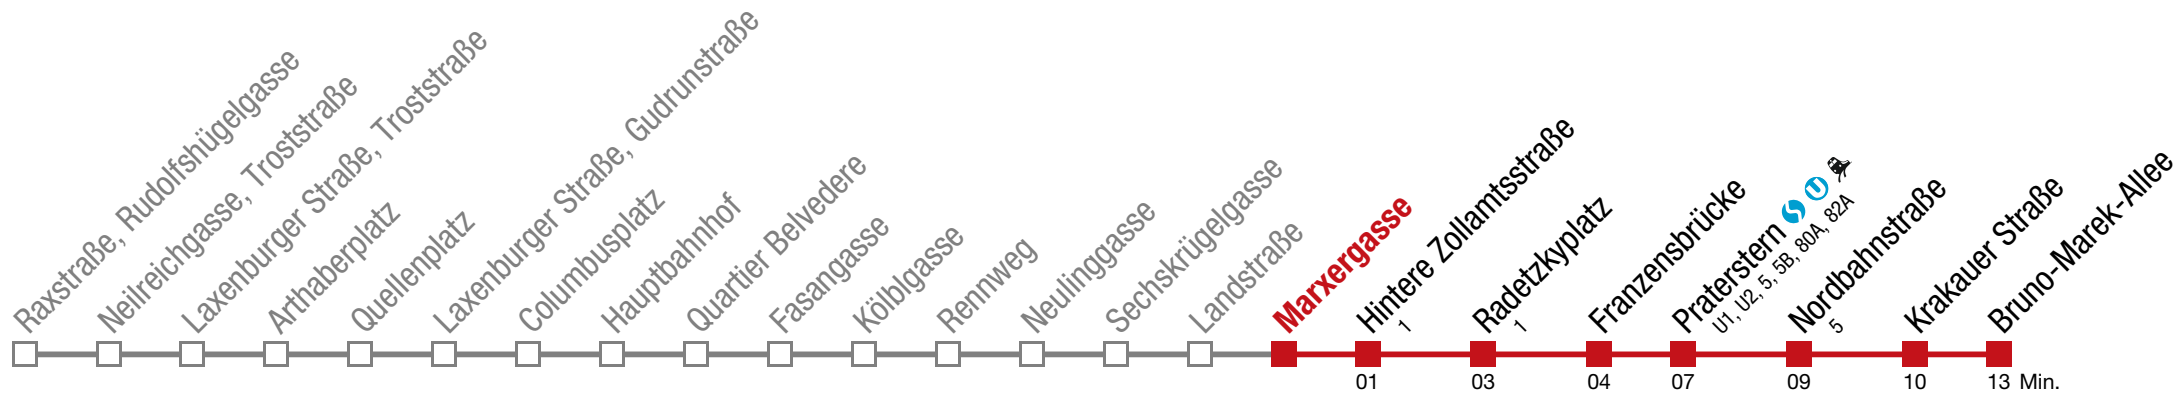 Raxstraße, Rudolfshügelgasse
Neilreichgasse, Troststraße
Laxenburger Straße, Troststraße
Arthaberplatz
Quellenplatz
Laxenburger Straße, Gudrunstraße
Columbusplatz
Hauptbahnhof
Quartier Belvedere
Fasangasse
Kölblgasse
Rennweg
Neulinggasse
Sechskrügelgasse
Landstraße
Marxergasse
Hintere Zollamtsstraße
1
Radetzkyplatz
1
Franzensbrücke
Praterstern S U
U1, U2, 5, 5B, 80A, 82A
Nordbahnstraße
5
Krakauer Straße
Bruno-Marek-Allee
01 03 04 07 09 10 13 Min.